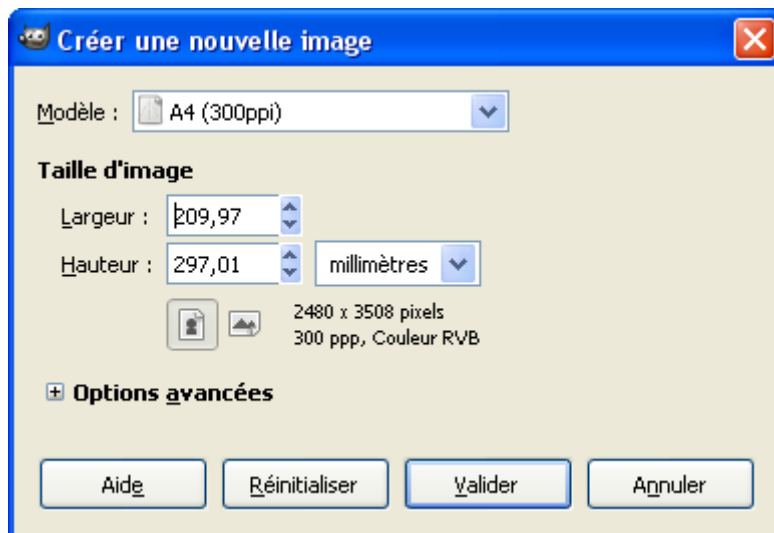 Créer une nouvelle image
Modèle : A4 (300ppi)
Taille d'image
Largeur : 209,97
Hauteur : 297,01 millimètres
2480 x 3508 pixels
300 ppp, Couleur RVB
Options avancées
Aide Réinitialiser Valider Annuler